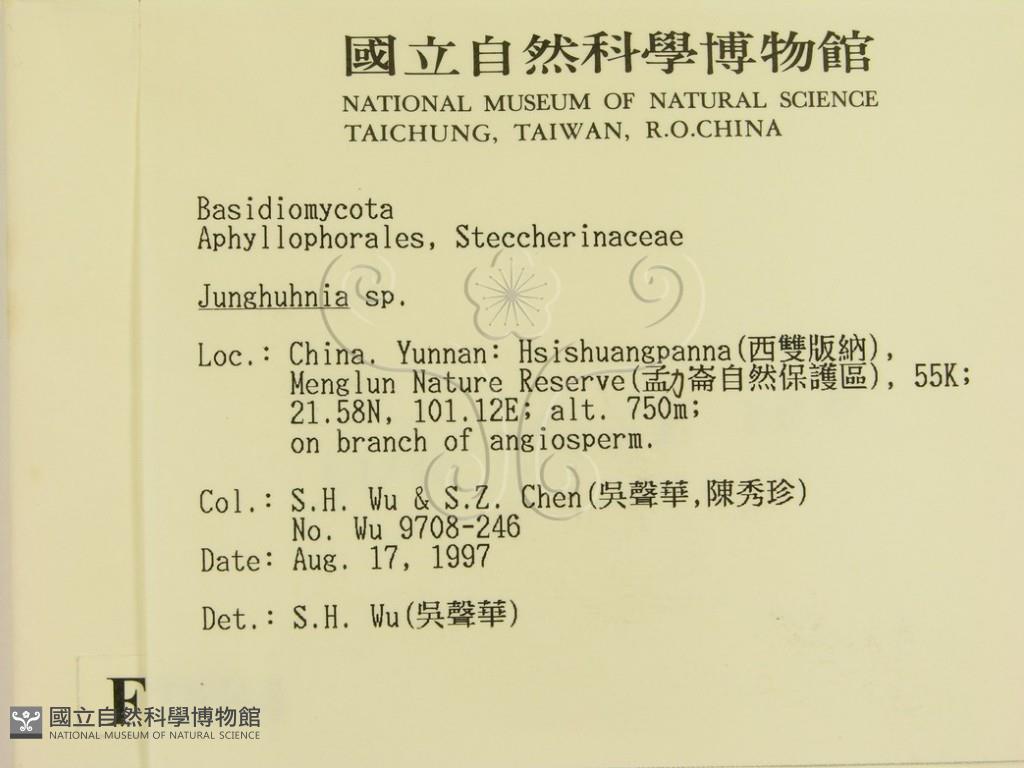 國立自然科學博物館
NATIONAL MUSEUM OF NATURAL SCIENCE
TAICHUNG, TAIWAN, R.O.CHINA
Basidiomycota
Aphyllophorales, Steccherinaceae
Junghuhnia sp.
Loc.: China. Yunnan: Hsishuangpanna(西雙版納),
Menglun Nature Reserve(孟力崙自然保護區), 55K;
21.58N, 101.12E; alt. 750m;
on branch of angiosperm.
Col.: S.H. Wu & S.Z. Chen(吳聲華,陳秀珍)
No. Wu 9708-246
Date: Aug. 17, 1997
Det.: S.H. Wu(吳聲華)
F
國立自然科學博物館
NATIONAL MUSEUM OF NATURAL SCIENCE